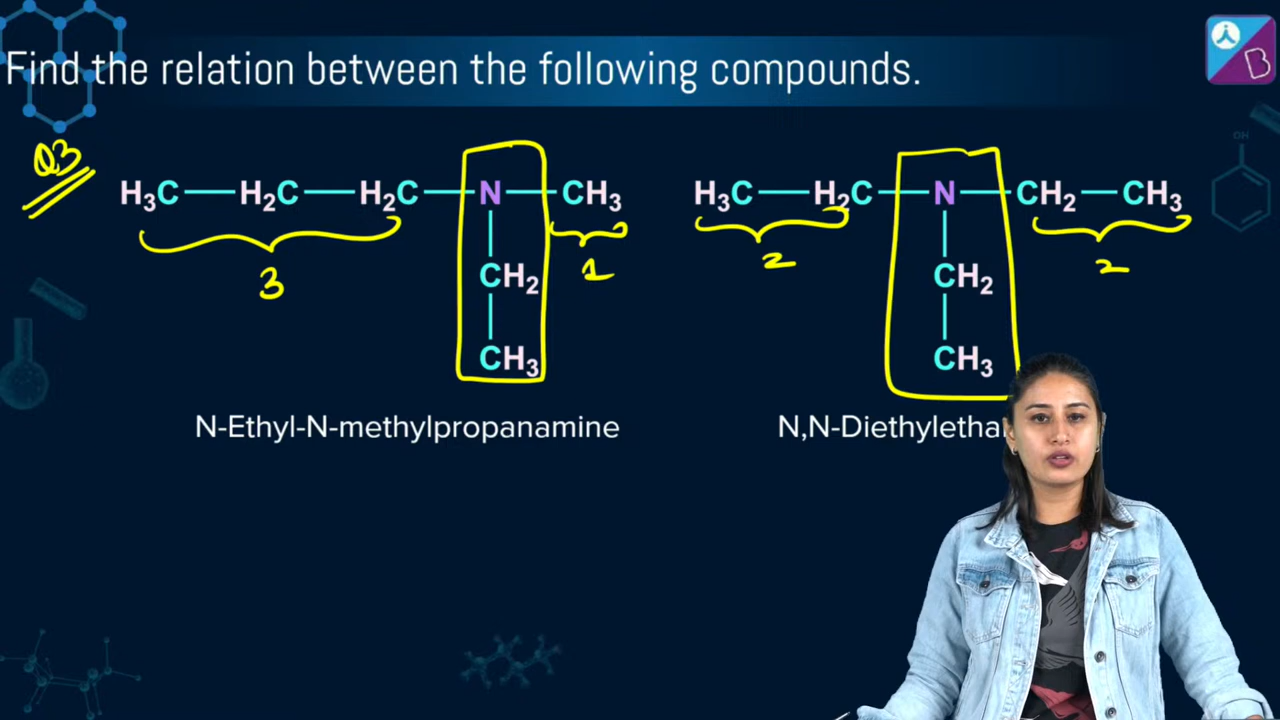 Find the relation between the following compounds.
B
Q3
H3C—H2C—H2C—N—CH3
CH2
CH3
3
1
H3C—H2C—N—CH2—CH3
CH2
CH3
2
2
N-Ethyl-N-methylpropanamine
N,N-Diethyletha
OH